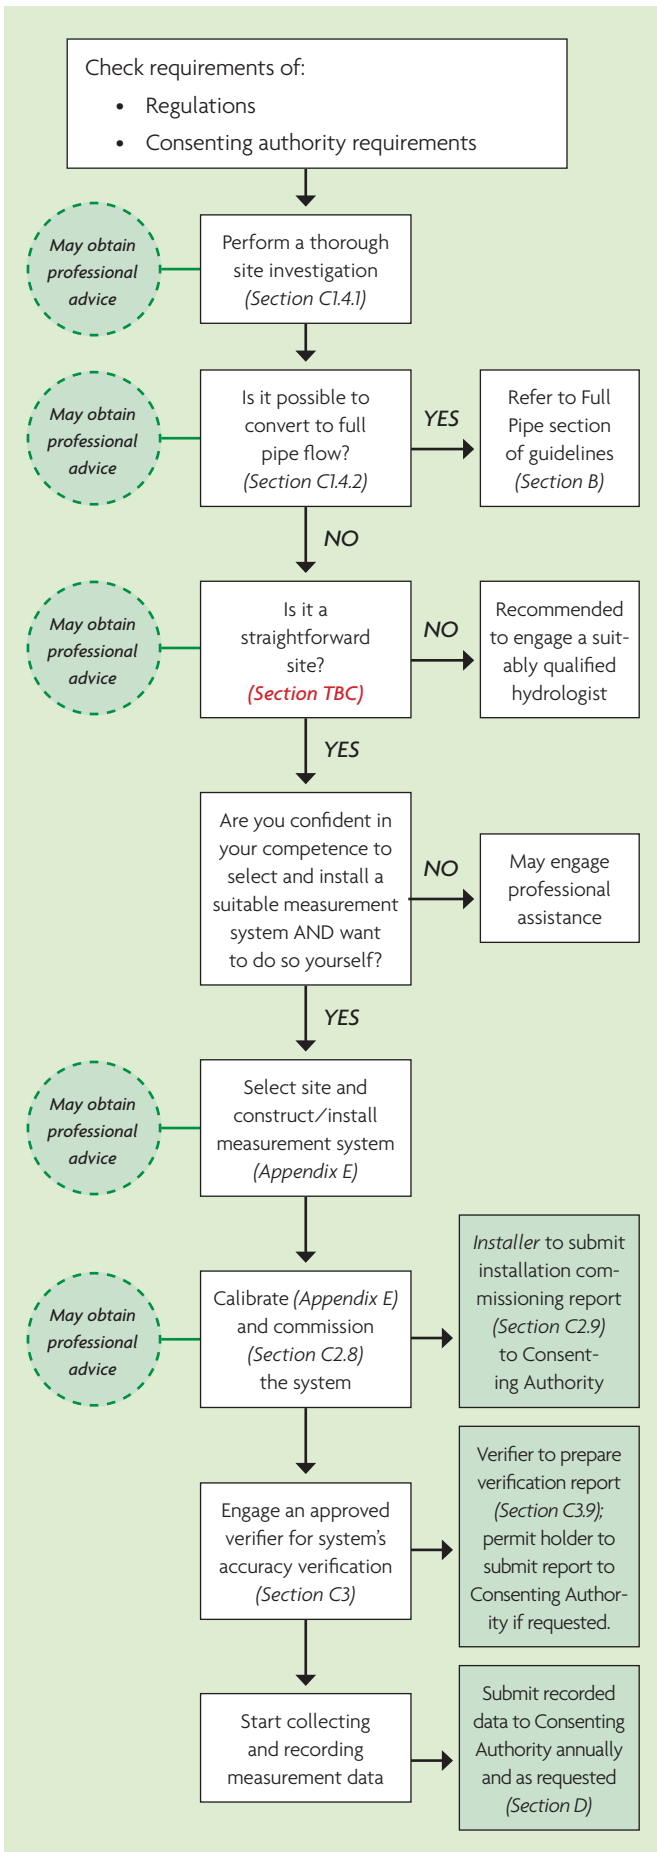 Check requirements of:
• Regulations
• Consenting authority requirements
May obtain
professional
advice
Perform a thorough
site investigation
(Section C1.4.1)
May obtain
professional
advice
Is it possible to
convert to full
pipe flow?
(Section C1.4.2)
YES
Refer to Full
Pipe section
of guidelines
(Section B)
NO
May obtain
professional
advice
Is it a
straightforward
site?
(Section TBC)
NO
Recommended
to engage a suit-
ably qualified
hydrologist
YES
Are you confident in
your competence to
select and install a
suitable measurement
system AND want
to do so yourself?
NO
May engage
professional
assistance
YES
May obtain
professional
advice
Select site and
construct/install
measurement system
(Appendix E)
May obtain
professional
advice
Calibrate (Appendix E)
and commission
(Section C2.8)
the system
Installer to submit
installation com-
missioning report
(Section C2.9)
to Consent-
ing Authority
Engage an approved
verifier for system's
accuracy verification
(Section C3)
Verifier to prepare
verification report
(Section C3.9);
permit holder to
submit report to
Consenting Author-
ity if requested.
Start collecting
and recording
measurement data
Submit recorded
data to Consenting
Authority annually
and as requested
(Section D)